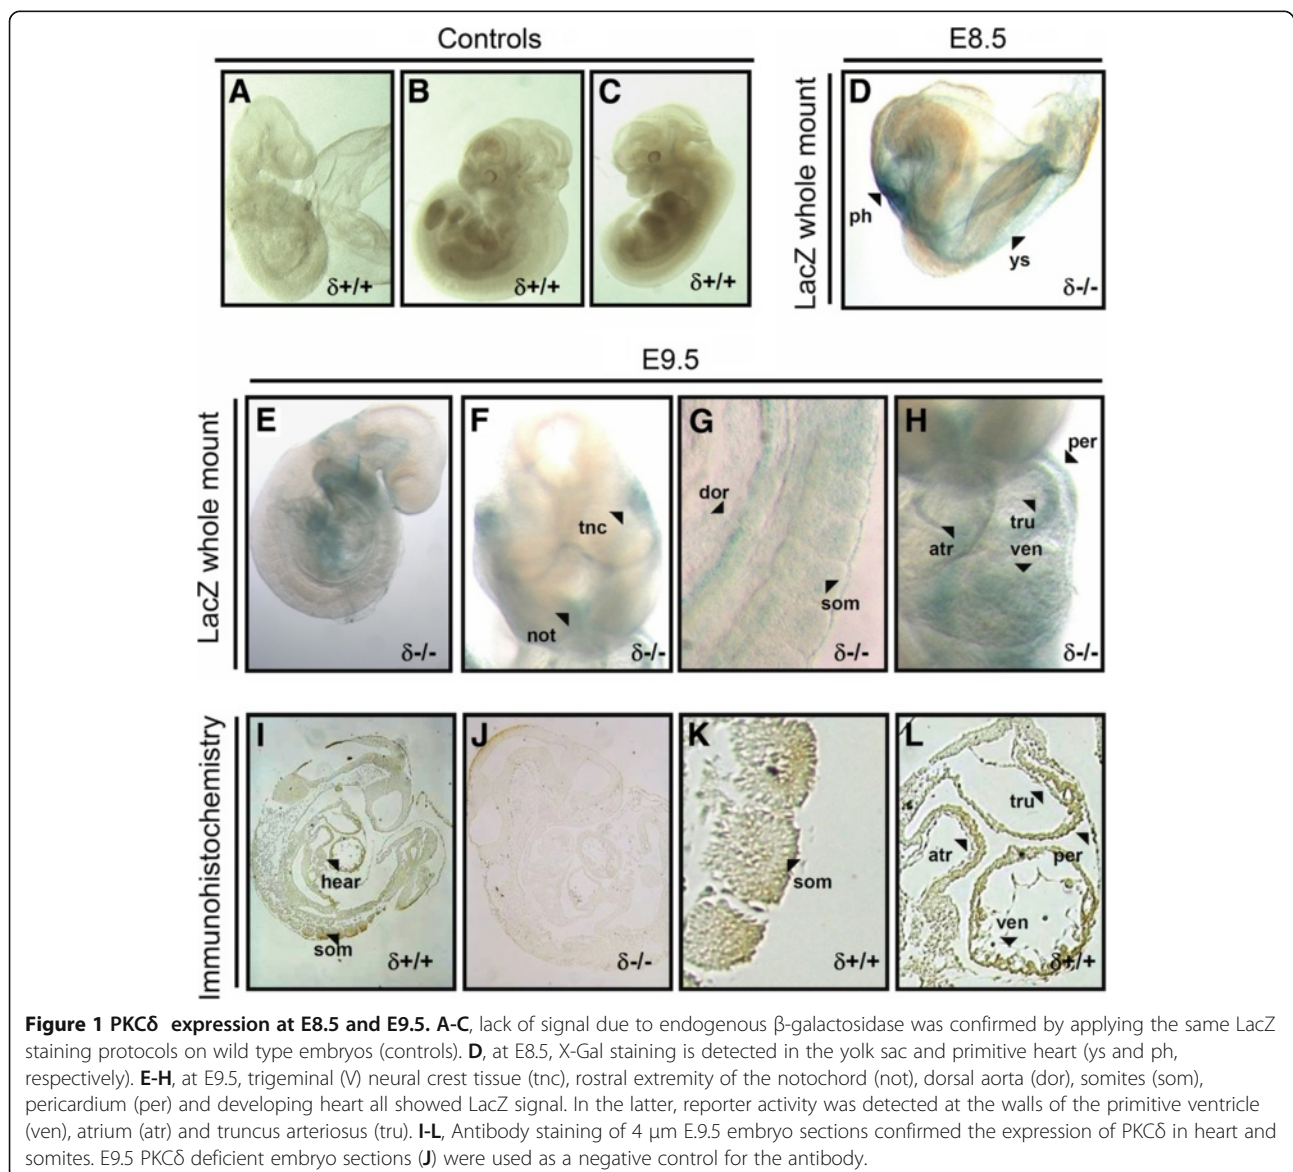 Controls
E8.5
LacZ whole mount
A
δ+/+
B
δ+/+
C
δ+/+
D
ph
ys
δ-/-
E9.5
LacZ whole mount
E
δ-/-
F
tnc
not
δ-/-
G
dor
som
δ-/-
H
per
tru
atr
ven
δ-/-
Immunohistochemistry
I
hear
som
δ+/+
J
δ-/-
K
som
δ+/+
L
tru
atr
per
ven
δ+/+
Figure 1 PKCδ expression at E8.5 and E9.5. A-C, lack of signal due to endogenous β-galactosidase was confirmed by applying the same LacZ
staining protocols on wild type embryos (controls). D, at E8.5, X-Gal staining is detected in the yolk sac and primitive heart (ys and ph,
respectively). E-H, at E9.5, trigeminal (V) neural crest tissue (tnc), rostral extremity of the notochord (not), dorsal aorta (dor), somites (som),
pericardium (per) and developing heart all showed LacZ signal. In the latter, reporter activity was detected at the walls of the primitive ventricle
(ven), atrium (atr) and truncus arteriosus (tru). I-L, Antibody staining of 4 μm E.9.5 embryo sections confirmed the expression of PKCδ in heart and
somites. E9.5 PKCδ deficient embryo sections (J) were used as a negative control for the antibody.